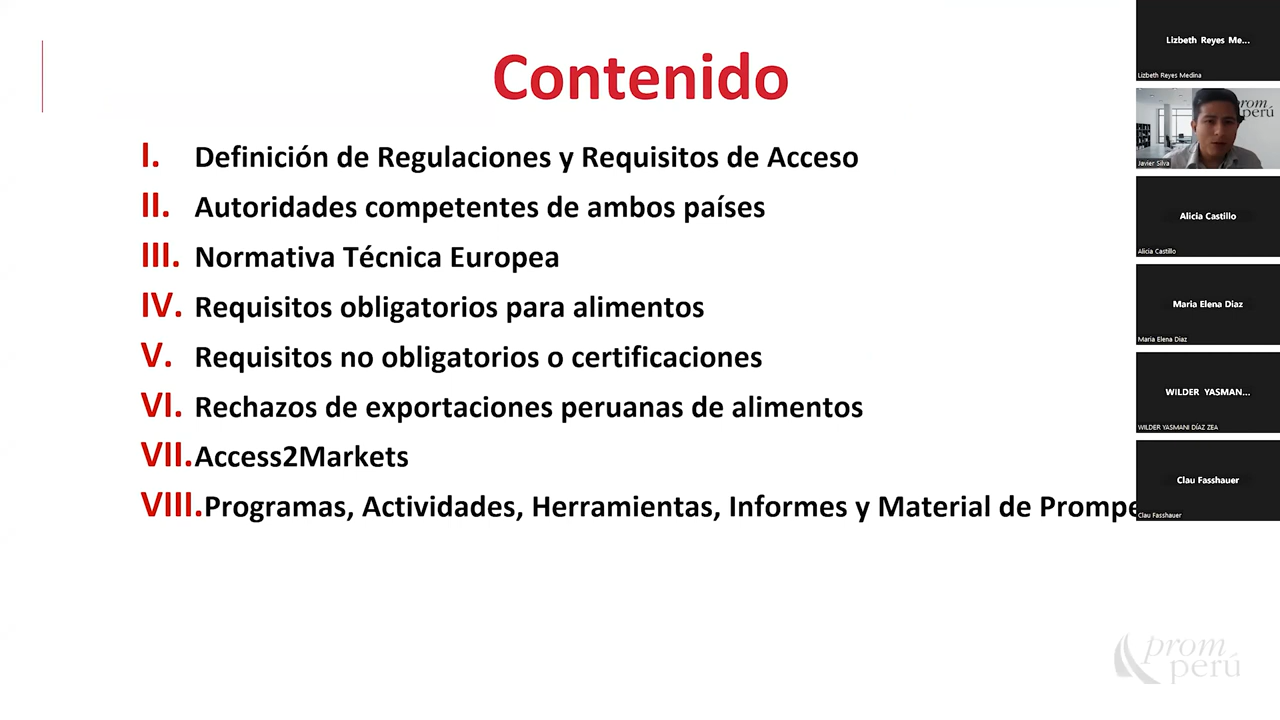 Contenido
I. Definición de Regulaciones y Requisitos de Acceso
II. Autoridades competentes de ambos países
III. Normativa Técnica Europea
IV. Requisitos obligatorios para alimentos
V. Requisitos no obligatorios o certificaciones
VI. Rechazos de exportaciones peruanas de alimentos
VII. Access2Markets
VIII. Programas, Actividades, Herramientas, Informes y Material de Prompe
Lizbeth Reyes Me...
Lizbeth Reyes Medina
prom
perú
Javier Silva
Alicia Castillo
Alicia Castillo
Maria Elena Diaz
Maria Elena Diaz
WILDER YASMAN...
WILDER YASMANI DÍAZ ZEA
Clau Fasshauer
Clau Fasshauer
prom
perú